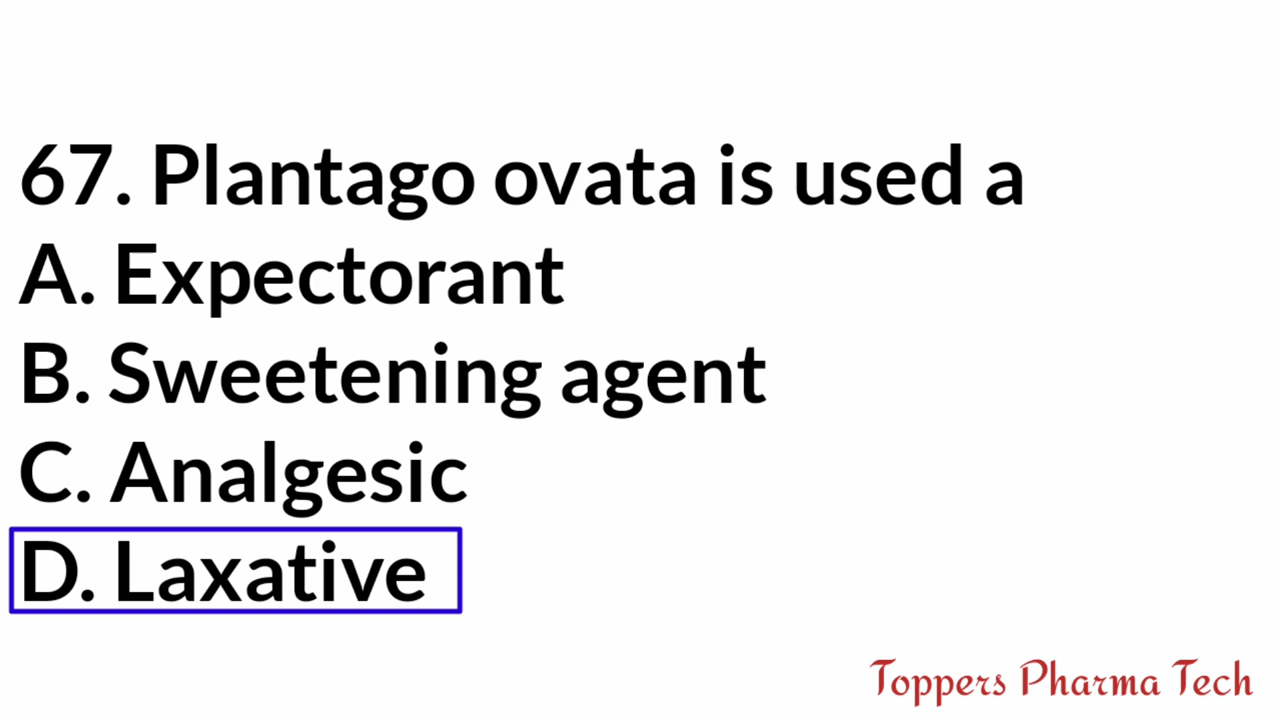 67. Plantago ovata is used a
A. Expectorant
B. Sweetening agent
C. Analgesic
D. Laxative
Toppers Pharma Tech